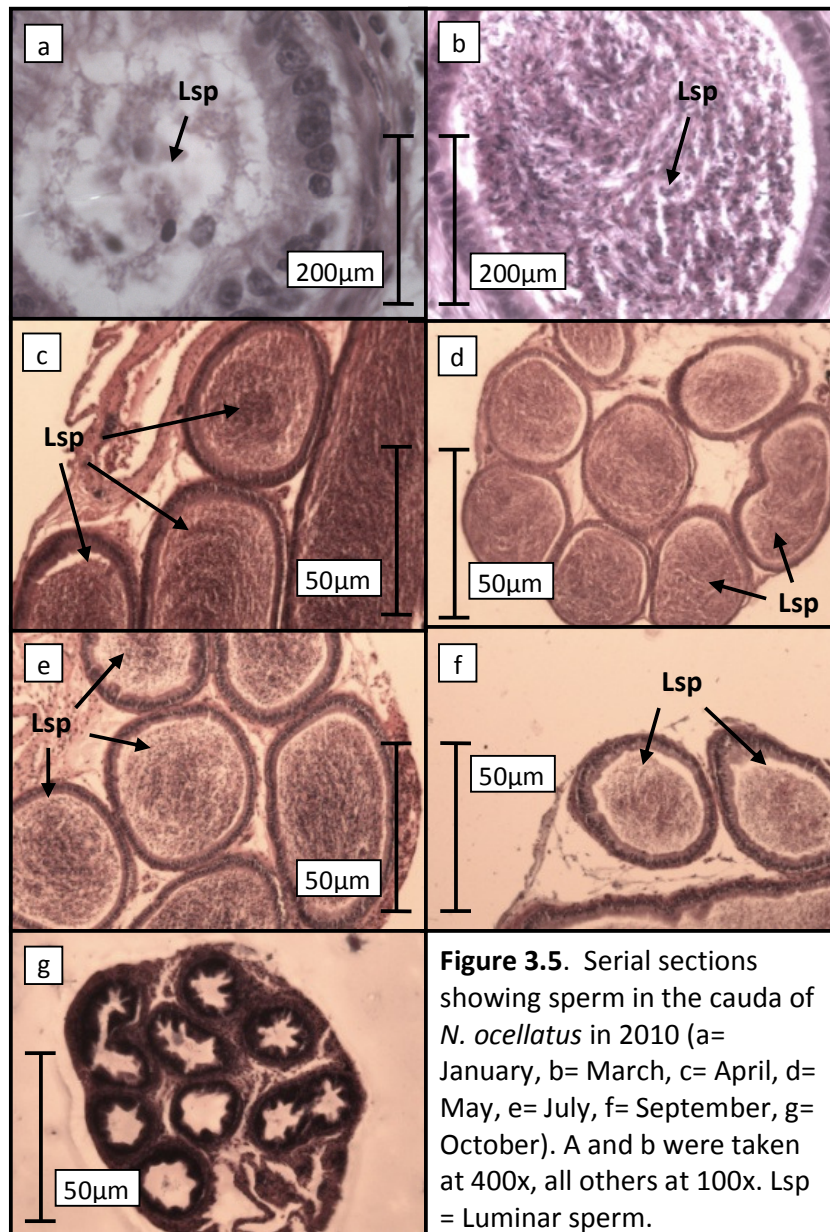 a
Lsp
200µm
b
Lsp
200µm
c
Lsp
50µm
d
50µm
Lsp
e
Lsp
50µm
f
Lsp
50µm
g
50µm
Figure 3.5. Serial sections
showing sperm in the cauda of
N. ocellatus in 2010 (a=
January, b= March, c= April, d=
May, e= July, f= September, g=
October). A and b were taken
at 400x, all others at 100x. Lsp
= Luminar sperm.